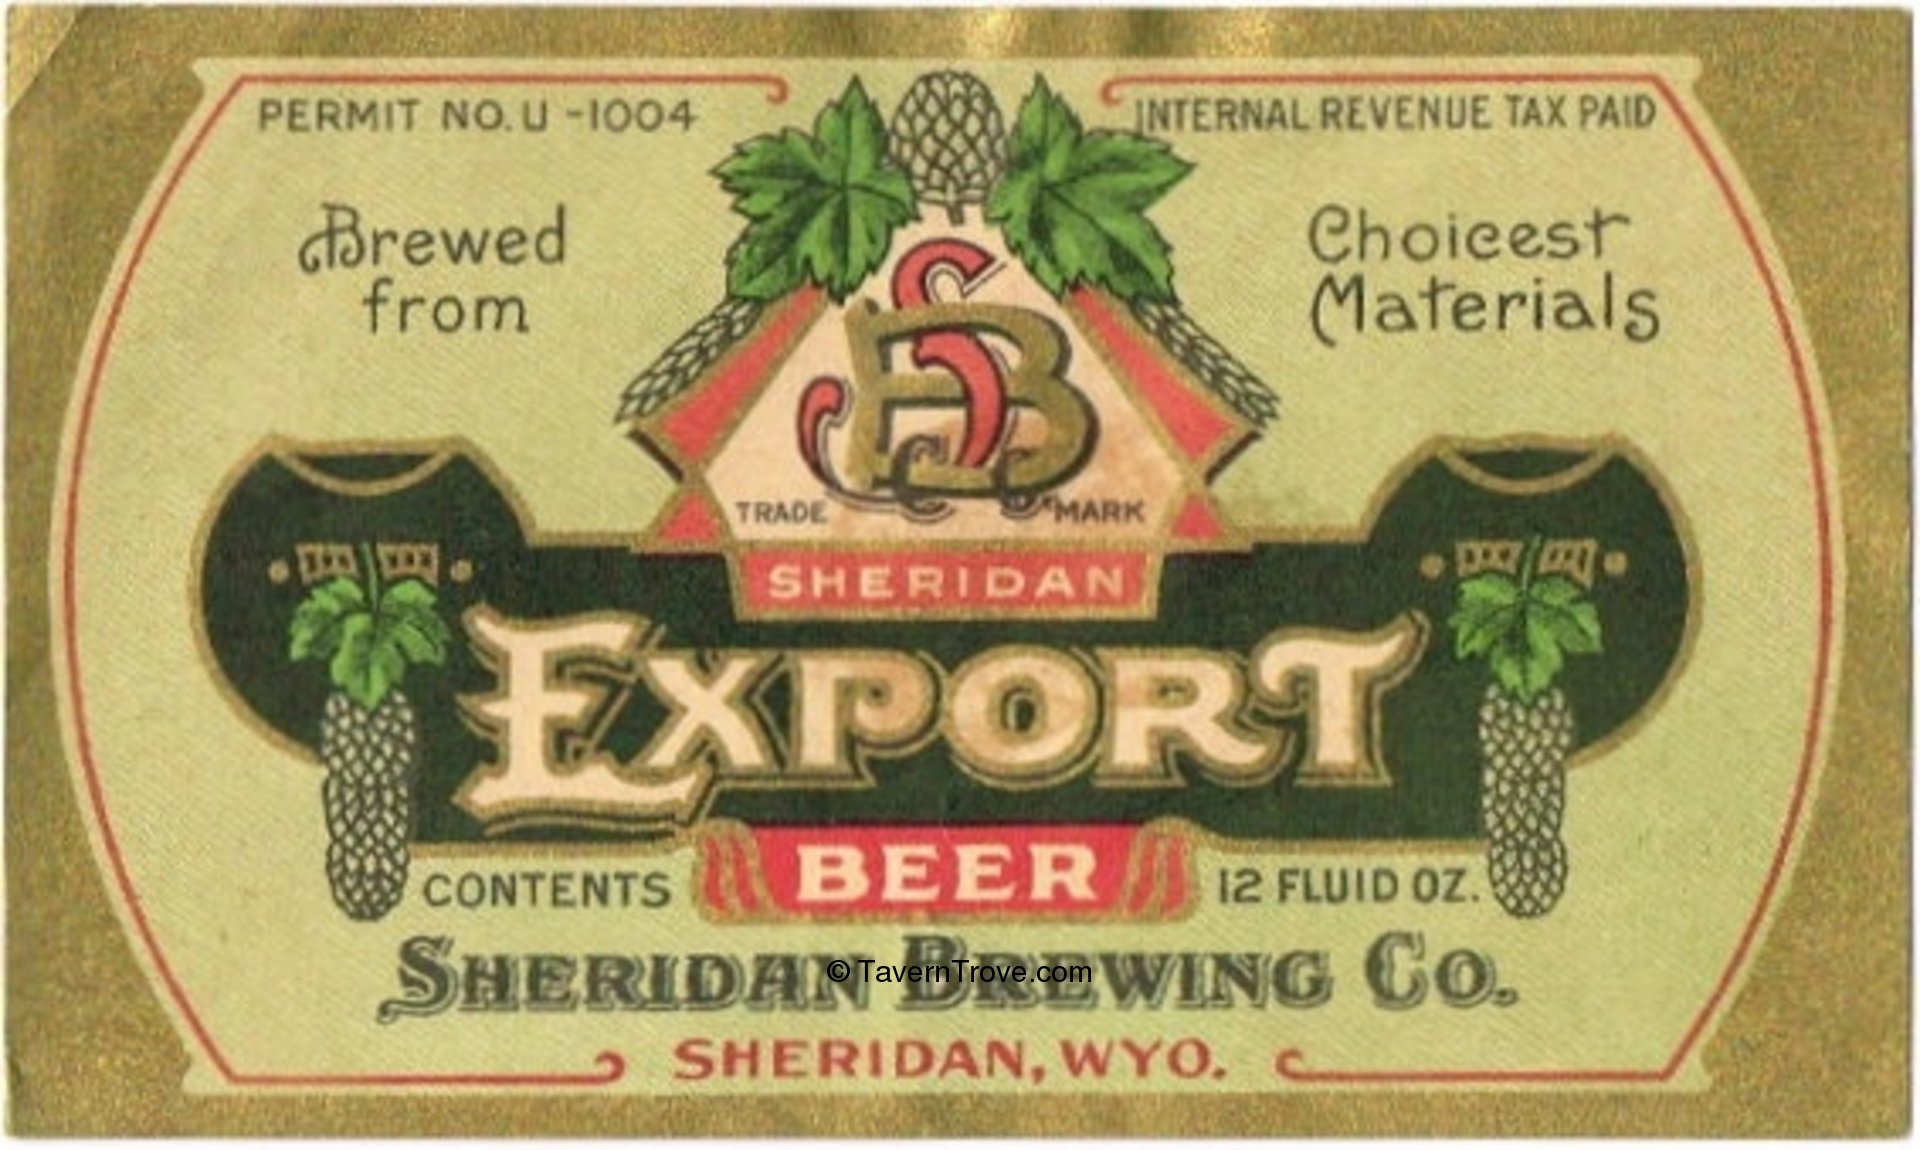 PERMIT NO. U-1004
INTERNAL REVENUE TAX PAID
Brewed
from
Choicest
Materials
SB
TRADE MARK
SHERIDAN
EXPORT
BEER
CONTENTS 12 FLUID OZ.
SHERIDAN BREWING CO.
© TavernTrove.com
SHERIDAN, WYO.